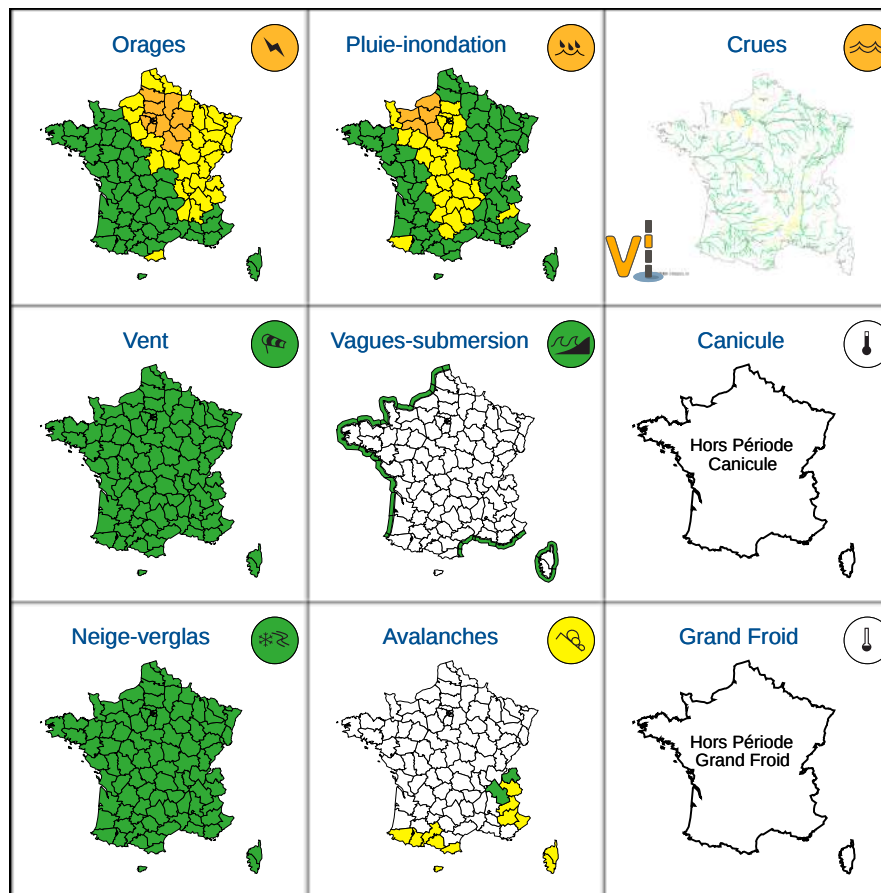 Orages
Pluie-inondation
Crues
Vi
Vent
Vagues-submersion
Canicule
Hors Période
Canicule
Neige-verglas
Avalanches
Grand Froid
Hors Période
Grand Froid